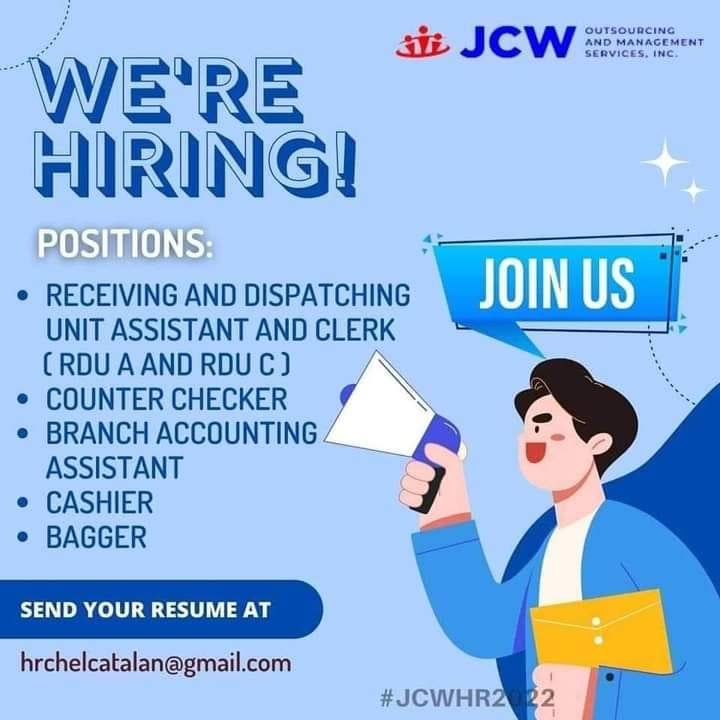 JCW
OUTSOURCING
AND MANAGEMENT
SERVICES, INC.
WE'RE
HIRING!
POSITIONS:
• RECEIVING AND DISPATCHING
UNIT ASSISTANT AND CLERK
( RDU A AND RDU C )
• COUNTER CHECKER
• BRANCH ACCOUNTING
ASSISTANT
• CASHIER
• BAGGER
JOIN US
SEND YOUR RESUME AT
hrchelcatalan@gmail.com
#JCWHR2022